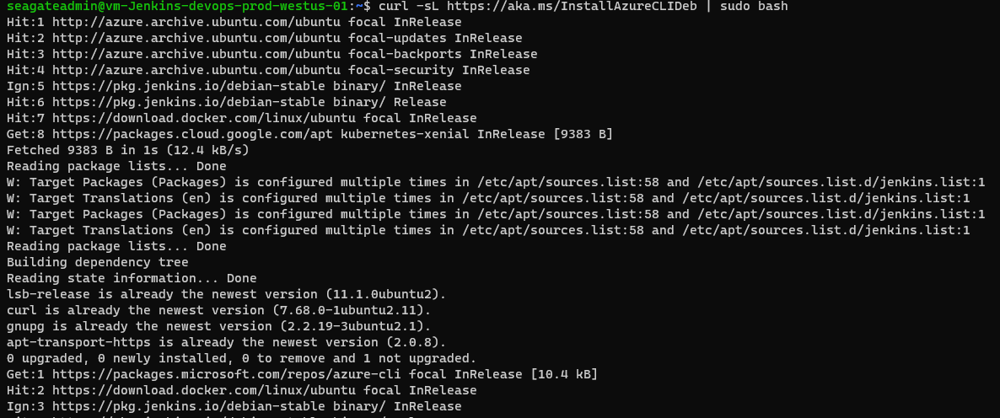 seagateadmin@vm-Jenkins-devops-prod-westus-01:~$ curl -sL https://aka.ms/InstallAzureCLIDeb | sudo bash
Hit:1 http://azure.archive.ubuntu.com/ubuntu focal InRelease
Hit:2 http://azure.archive.ubuntu.com/ubuntu focal-updates InRelease
Hit:3 http://azure.archive.ubuntu.com/ubuntu focal-backports InRelease
Hit:4 http://azure.archive.ubuntu.com/ubuntu focal-security InRelease
Ign:5 https://pkg.jenkins.io/debian-stable binary/ InRelease
Hit:6 https://pkg.jenkins.io/debian-stable binary/ Release
Hit:7 https://download.docker.com/linux/ubuntu focal InRelease
Get:8 https://packages.cloud.google.com/apt kubernetes-xenial InRelease [9383 B]
Fetched 9383 B in 1s (12.4 kB/s)
Reading package lists... Done
W: Target Packages (Packages) is configured multiple times in /etc/apt/sources.list:58 and /etc/apt/sources.list.d/jenkins.list:1
W: Target Translations (en) is configured multiple times in /etc/apt/sources.list:58 and /etc/apt/sources.list.d/jenkins.list:1
W: Target Packages (Packages) is configured multiple times in /etc/apt/sources.list:58 and /etc/apt/sources.list.d/jenkins.list:1
W: Target Translations (en) is configured multiple times in /etc/apt/sources.list:58 and /etc/apt/sources.list.d/jenkins.list:1
Reading package lists... Done
Building dependency tree
Reading state information... Done
lsb-release is already the newest version (11.1.0ubuntu2).
curl is already the newest version (7.68.0-1ubuntu2.11).
gnupg is already the newest version (2.2.19-3ubuntu2.1).
apt-transport-https is already the newest version (2.0.8).
0 upgraded, 0 newly installed, 0 to remove and 1 not upgraded.
Get:1 https://packages.microsoft.com/repos/azure-cli focal InRelease [10.4 kB]
Hit:2 https://download.docker.com/linux/ubuntu focal InRelease
Ign:3 https://pkg.jenkins.io/debian-stable binary/ InRelease